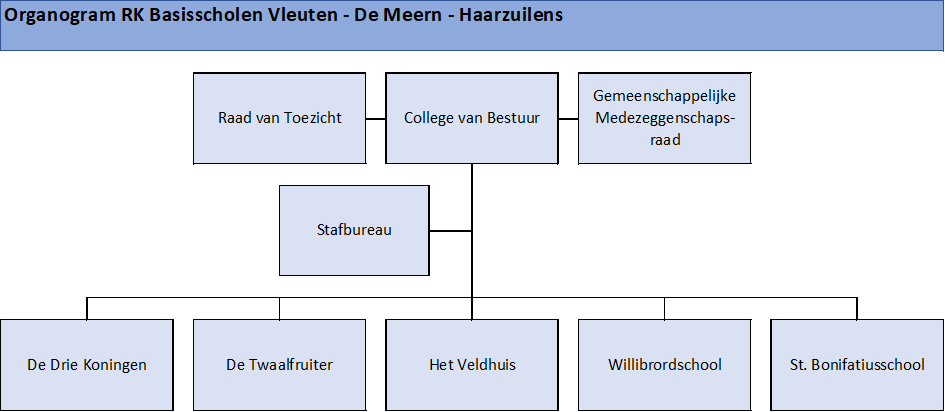 Organogram RK Basisscholen Vleuten - De Meern - Haarzuilens
Raad van Toezicht
College van Bestuur
Gemeenschappelijke
Medezeggenschaps-
raad
Stafbureau
De Drie Koningen
De Twaalfruiter
Het Veldhuis
Willibrordschool
St. Bonifatiusschool